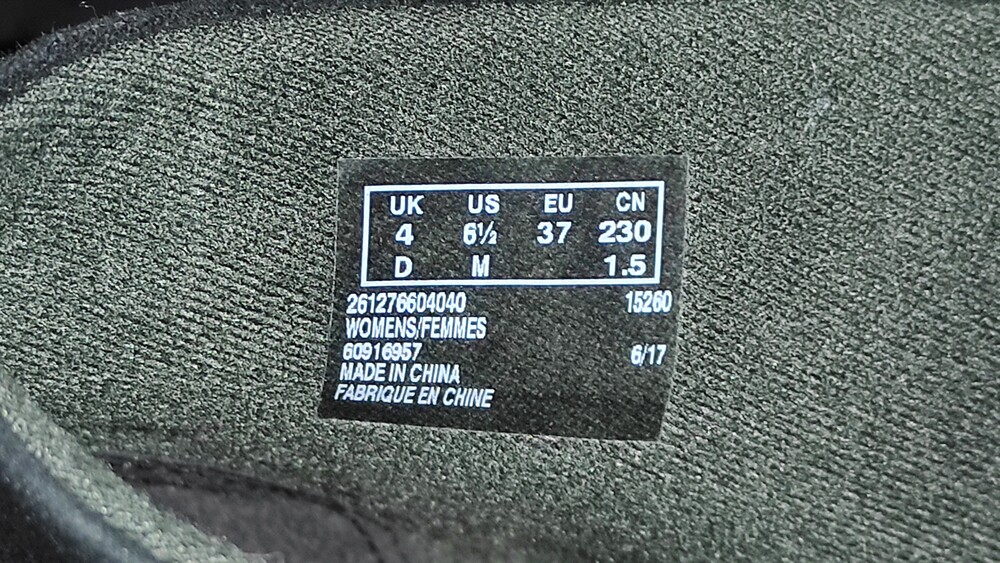 UK US EU CN
4 6½ 37 230
D M 1.5
261276604040 15260
WOMENS/FEMMES
60916957 6/17
MADE IN CHINA
FABRIQUE EN CHINE